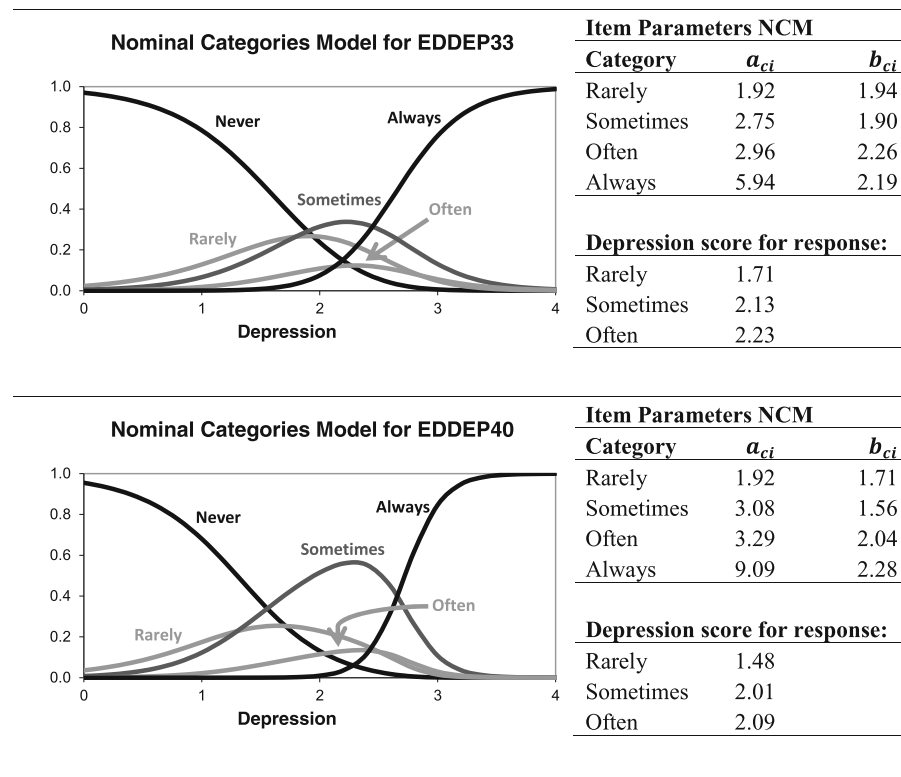 Nominal Categories Model for EDDEP33
1.0
0.8
0.6
0.4
0.2
0.0
Never
Always
Sometimes
Often
Rarely
0 1 2 3 4
Depression
Item Parameters NCM
Category a_ci b_ci
Rarely 1.92 1.94
Sometimes 2.75 1.90
Often 2.96 2.26
Always 5.94 2.19
Depression score for response:
Rarely 1.71
Sometimes 2.13
Often 2.23
Nominal Categories Model for EDDEP40
1.0
0.8
0.6
0.4
0.2
0.0
Never
Always
Sometimes
Often
Rarely
0 1 2 3 4
Depression
Item Parameters NCM
Category a_ci b_ci
Rarely 1.92 1.71
Sometimes 3.08 1.56
Often 3.29 2.04
Always 9.09 2.28
Depression score for response:
Rarely 1.48
Sometimes 2.01
Often 2.09